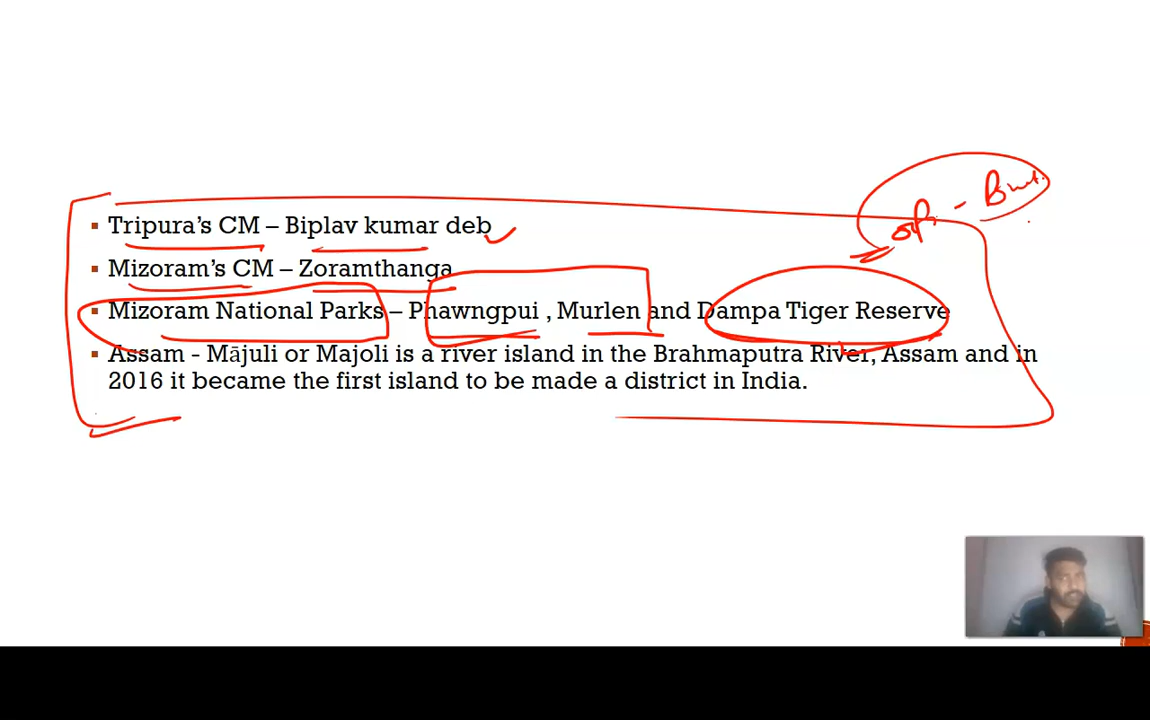 ▪ Tripura's CM – Biplav kumar deb
▪ Mizoram's CM – Zoramthanga
▪ Mizoram National Parks – Phawngpui , Murlen and Dampa Tiger Reserve
▪ Assam - Mājuli or Majoli is a river island in the Brahmaputra River, Assam and in
2016 it became the first island to be made a district in India.